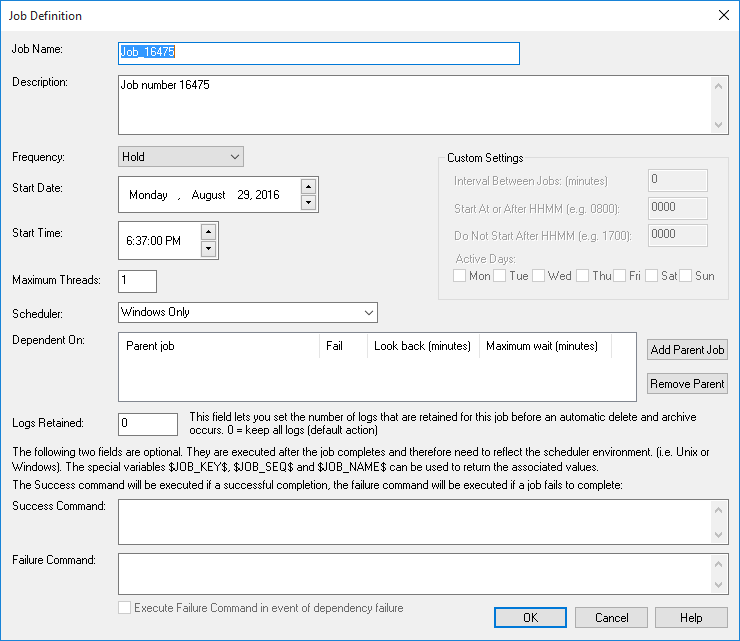 Job Definition
Job Name:
Job_16475
Description:
Job number 16475
Frequency:
Hold
Start Date:
Monday , August 29, 2016
Start Time:
6:37:00 PM
Custom Settings
Interval Between Jobs: (minutes)
0
Start At or After HHMM (e.g. 0800):
0000
Do Not Start After HHMM (e.g. 1700):
0000
Active Days:
Mon Tue Wed Thu Fri Sat Sun
Maximum Threads:
1
Scheduler:
Windows Only
Dependent On:
Parent job Fail Look back (minutes) Maximum wait (minutes)
Add Parent Job
Remove Parent
Logs Retained:
0
This field lets you set the number of logs that are retained for this job before an automatic delete and archive
occurs. 0 = keep all logs (default action)
The following two fields are optional. They are executed after the job completes and therefore need to reflect the scheduler environment. (i.e. Unix or
Windows). The special variables $JOB_KEY$, $JOB_SEQ$ and $JOB_NAME$ can be used to return the associated values.
The Success command will be executed if a successful completion, the failure command will be executed if a job fails to complete:
Success Command:
Failure Command:
Execute Failure Command in event of dependency failure
OK Cancel Help